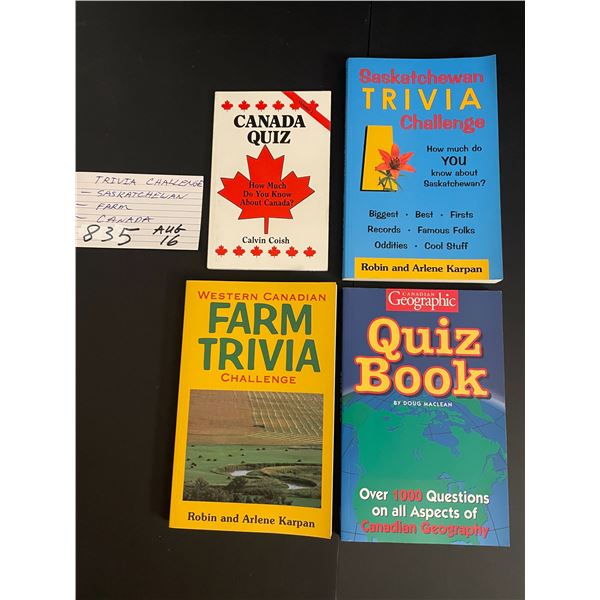 TRIVIA CHALLENGE
- SASKATCHEWAN
- FARM
- CANADA
835 AUG
16
CANADA
QUIZ
How Much
Do You Know
About Canada?
Calvin Coish
Saskatchewan
TRIVIA
Challenge
How much do
YOU
know about
Saskatchewan?
Biggest • Best • Firsts
Records • Famous Folks
Oddities • Cool Stuff
Robin and Arlene Karpan
WESTERN CANADIAN
FARM
TRIVIA
CHALLENGE
Robin and Arlene Karpan
CANADIAN
Geographic
Quiz
Book
BY DOUG MACLEAN
Over 1000 Questions
on all Aspects of
Canadian Geography